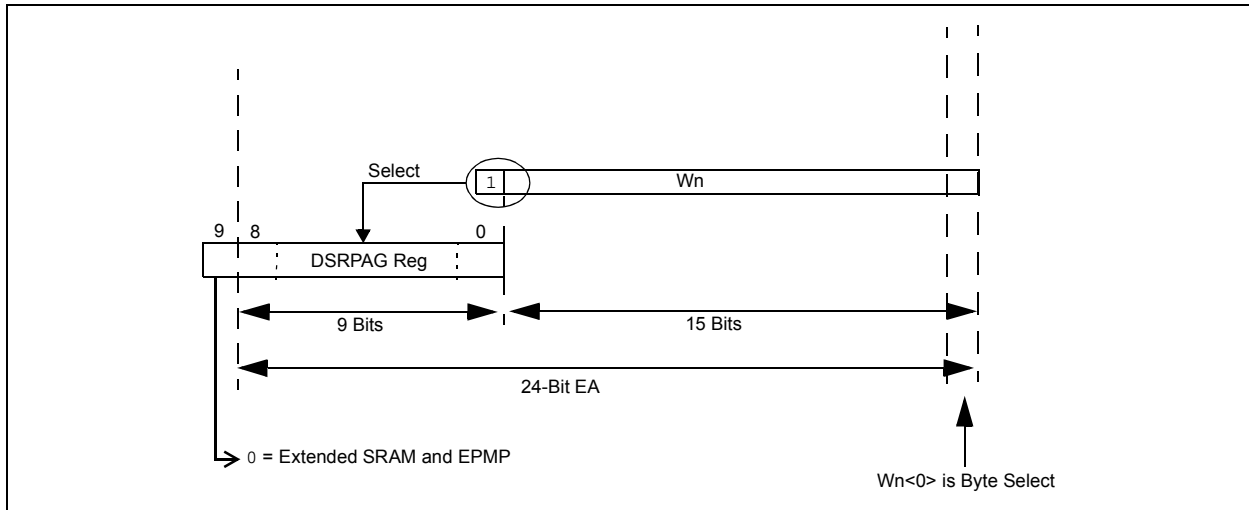 Select
1
Wn
9
8
0
DSRPAG Reg
9 Bits
15 Bits
24-Bit EA
0 = Extended SRAM and EPMP
Wn<0> is Byte Select